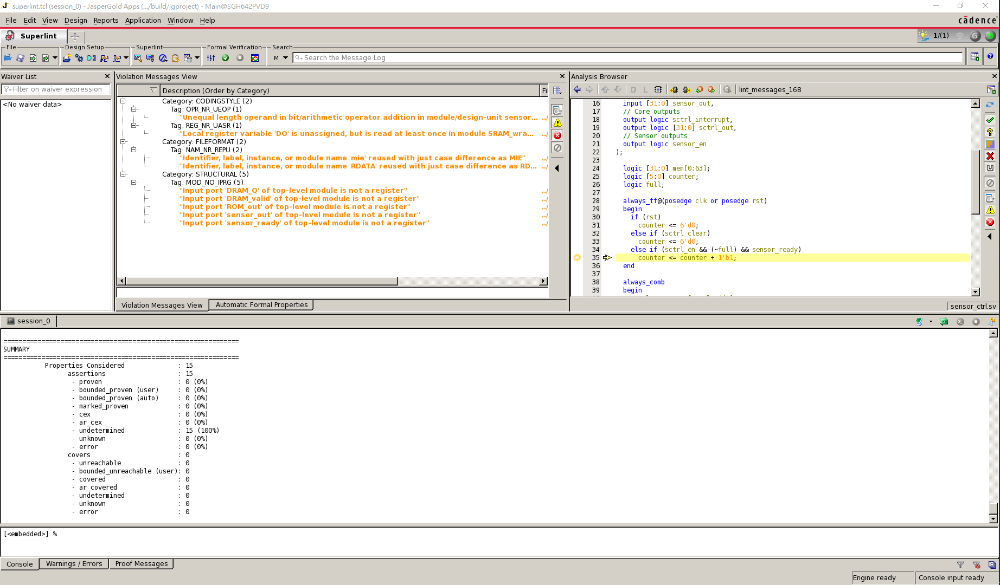 superlint.tcl (session_0) - JasperGold Apps (.../build/jgproject) - Main@SGH642PVD9
File Edit View Design Reports Application Window Help
cādence
Superlint
1/(1)
File Design Setup Superlint Formal Verification Search
M Search the Message Log
Waiver List
Filter on waiver expression
<No waiver data>
Violation Messages View
Description (Order by Category) Fi
Category: CODINGSTYLE (2)
Tag: OPR_NR_UEOP (1)
"Unequal length operand in bit/arithmetic operator addition in module/design-unit sensor... ../
Tag: REG_NR_UASR (1)
"Local register variable 'DO' is unassigned, but is read at least once in module SRAM_wra... ../
Category: FILEFORMAT (2)
Tag: NAM_NR_REPU (2)
"Identifier, label, instance, or module name 'mie' reused with just case difference as MIE" ../
"Identifier, label, instance, or module name 'RDATA' reused with just case difference as RD... ../
Category: STRUCTURAL (5)
Tag: MOD_NO_IPRG (5)
"Input port 'DRAM_Q' of top-level module is not a register" ../
"Input port 'DRAM_valid' of top-level module is not a register" ../
"Input port 'ROM_out' of top-level module is not a register" ../
"Input port 'sensor_out' of top-level module is not a register" ../
"Input port 'sensor_ready' of top-level module is not a register" ../
Violation Messages View Automatic Formal Properties
Analysis Browser
D L lint_messages_168
16 input [31:0] sensor_out,
17 // Core outputs
18 output logic sctrl_interrupt,
19 output logic [31:0] sctrl_out,
20 // Sensor outputs
21 output logic sensor_en
22 );
23
24 logic [31:0] mem[0:63];
25 logic [5:0] counter;
26 logic full;
27
28 always_ff@(posedge clk or posedge rst)
29 begin
30 if (rst)
31 counter <= 6'd0;
32 else if (sctrl_clear)
33 counter <= 6'd0;
34 else if (sctrl_en && (~full) && sensor_ready)
35 counter <= counter + 1'b1;
36 end
37
38 always_comb
39 begin
sensor_ctrl.sv
session_0
==============================================================
SUMMARY
==============================================================
Properties Considered : 15
assertions : 15
- proven : 0 (0%)
- bounded_proven (user) : 0 (0%)
- bounded_proven (auto) : 0 (0%)
- marked_proven : 0 (0%)
- cex : 0 (0%)
- ar_cex : 0 (0%)
- undetermined : 15 (100%)
- unknown : 0 (0%)
- error : 0 (0%)
covers : 0
- unreachable : 0
- bounded_unreachable (user): 0
- covered : 0
- ar_covered : 0
- undetermined : 0
- unknown : 0
- error : 0
[<embedded>] %
Console Warnings / Errors Proof Messages
Engine ready Console input ready